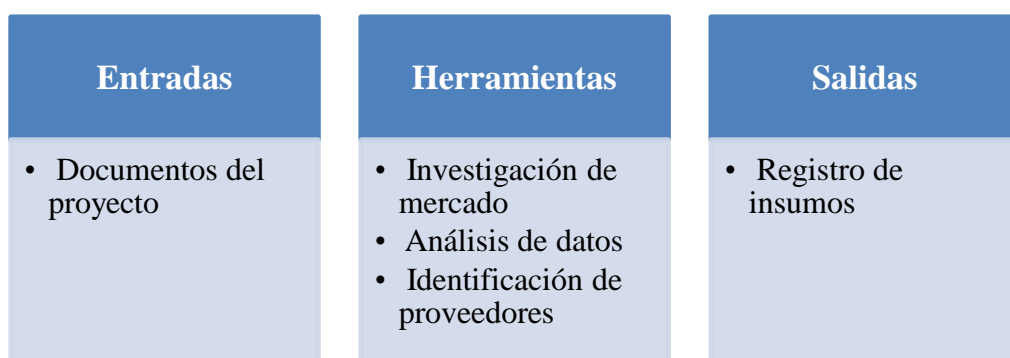 Entradas
• Documentos del
proyecto
Herramientas
• Investigación de
mercado
• Análisis de datos
• Identificación de
proveedores
Salidas
• Registro de
insumos